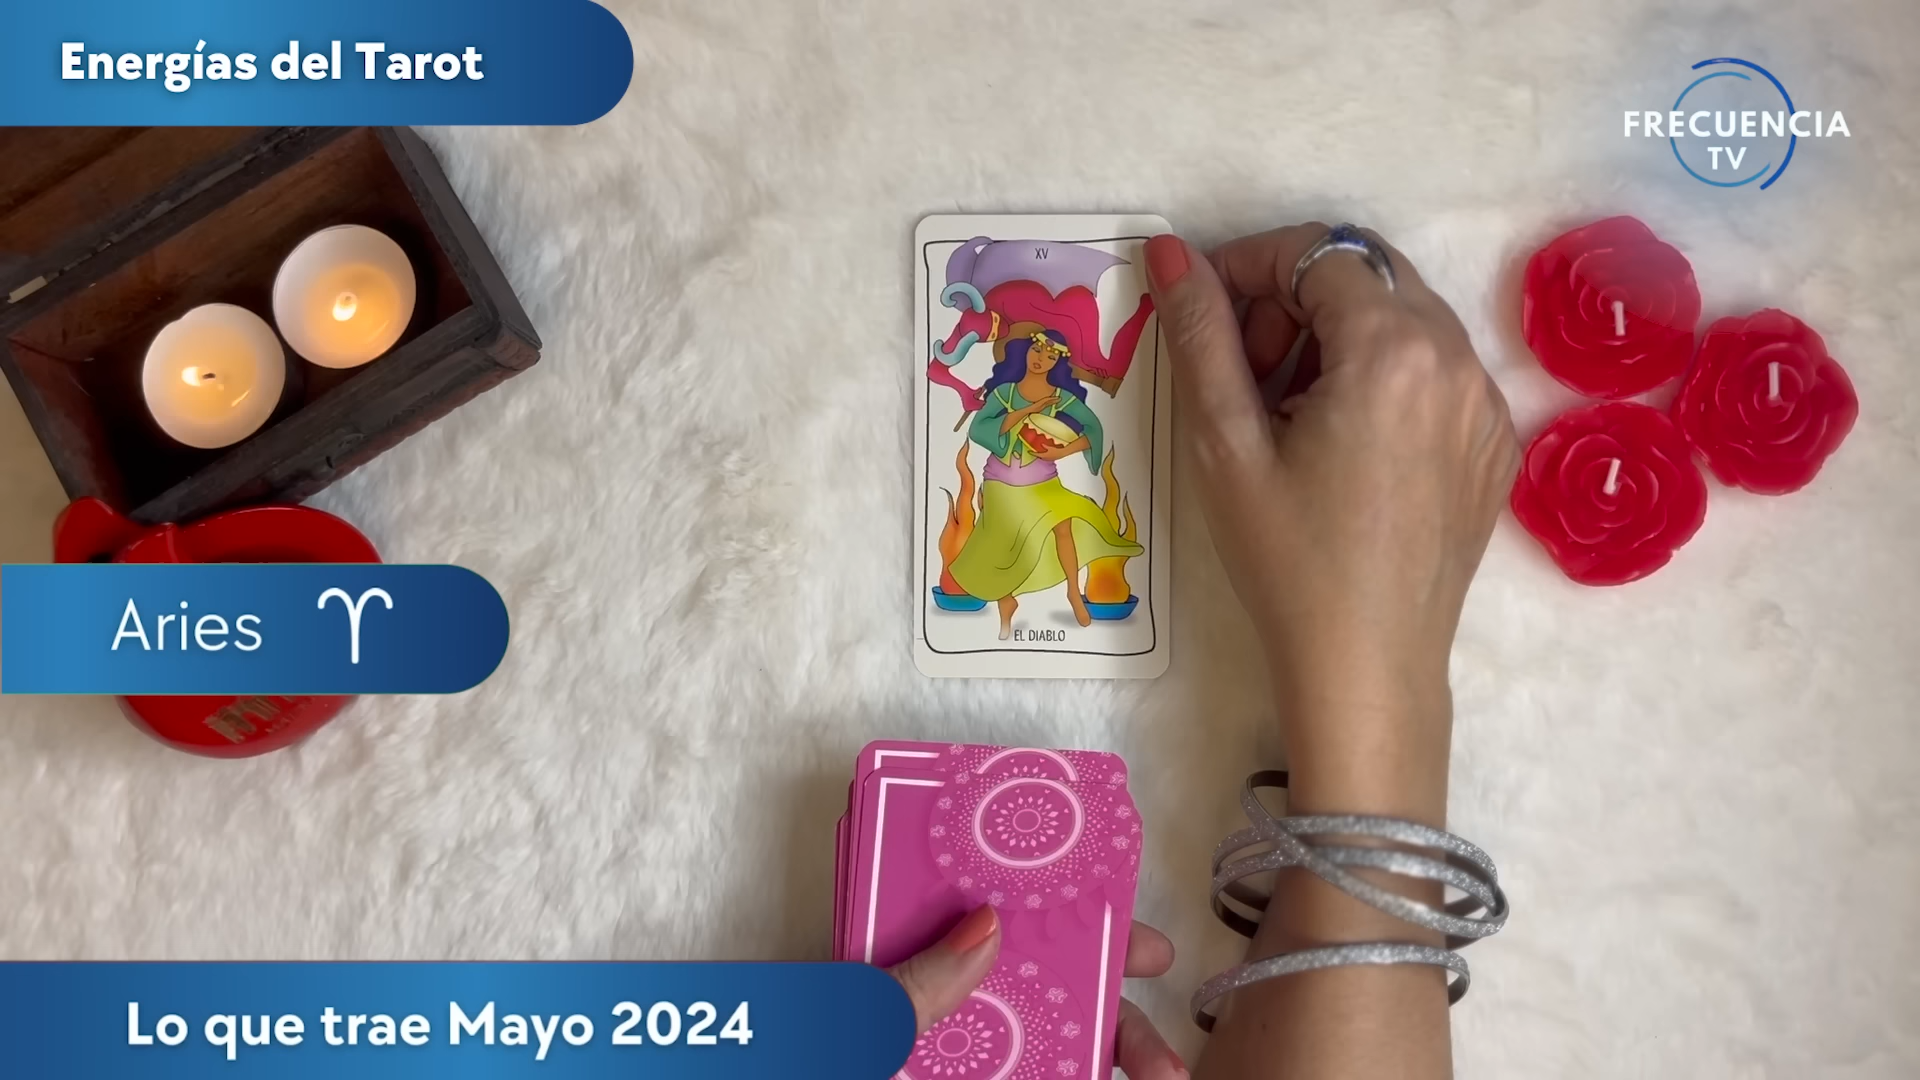 Energías del Tarot
FRECUENCIA
TV
XV
EL DIABLO
Aries
Lo que trae Mayo 2024